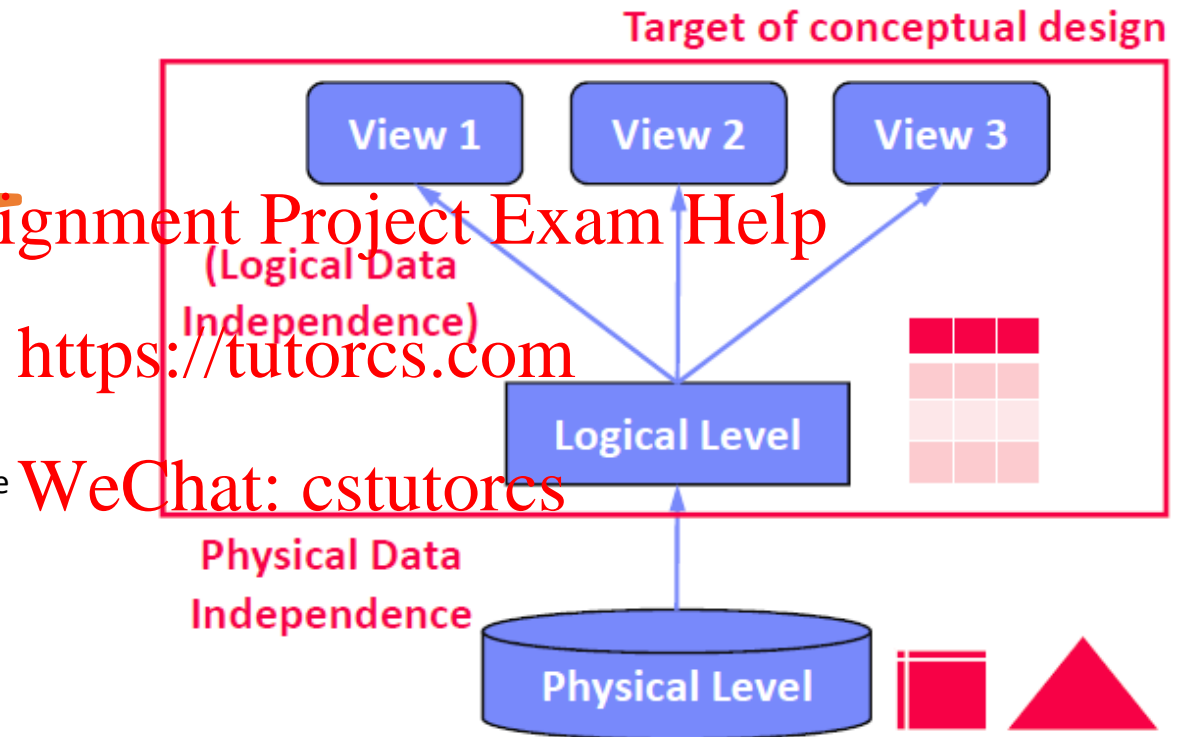 Target of conceptual design
View 1 View 2 View 3
ignment Project Exam Help
(Logical Data
Independence)
https://tutorcs.com
Logical Level
e WeChat: cstutorcs
Physical Data
Independence
Physical Level